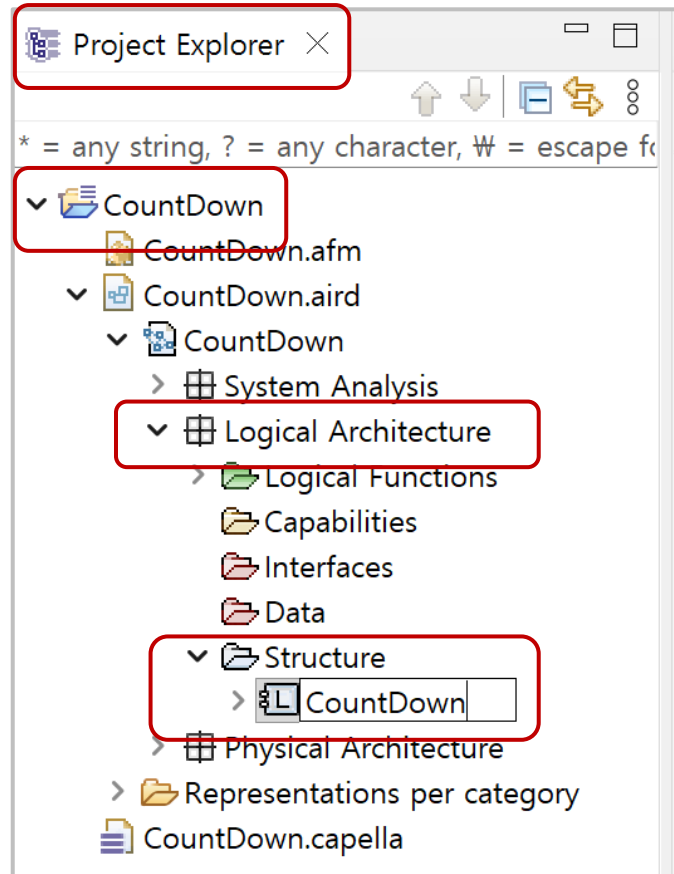 Project Explorer
* = any string, ? = any character, ₩ = escape fo
CountDown
CountDown.afm
CountDown.aird
CountDown
System Analysis
Logical Architecture
Logical Functions
Capabilities
Interfaces
Data
Structure
L CountDown
Physical Architecture
Representations per category
CountDown.capella